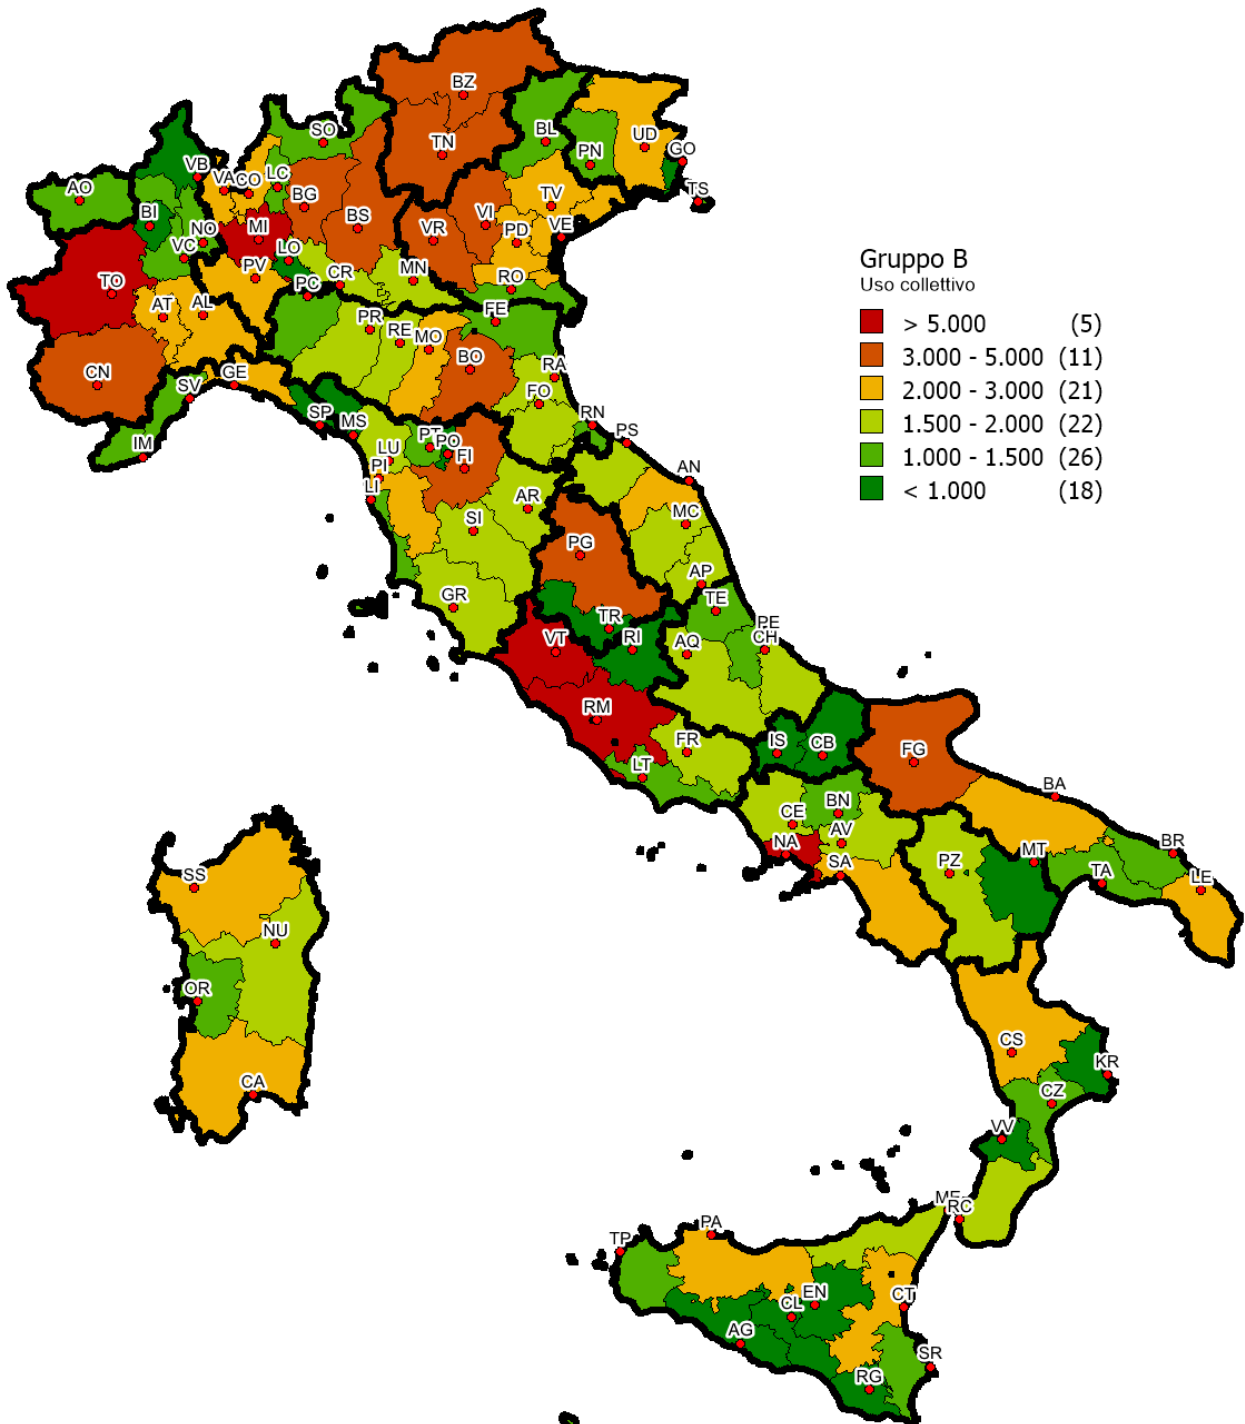 BZ
SO
BL
UD
TN
PN
GO
VB
VA
CO
LC
AO
BG
TS
BI
TV
NO
MI
BS
VR
VI
PD
VE
VC
LO
TO
PV
CR
MN
RO
PC
AT
AL
PR
FE
RE
MO
CN
GE
BO
RA
SV
FO
SP
MS
RN
PS
IM
LU
PT
PO
FI
PI
LI
AN
AR
SI
MC
PG
AP
GR
TE
TR
VT
RI
AQ
PE
CH
RM
FR
IS
CB
FG
LT
BA
CE
BN
NA
AV
SA
PZ
MT
BR
TA
LE
SS
NU
OR
CA
CS
KR
CZ
VV
ME
RC
TP
PA
CL
EN
CT
AG
SR
RG
Gruppo B
Uso collettivo
> 5.000 (5)
3.000 - 5.000 (11)
2.000 - 3.000 (21)
1.500 - 2.000 (22)
1.000 - 1.500 (26)
< 1.000 (18)